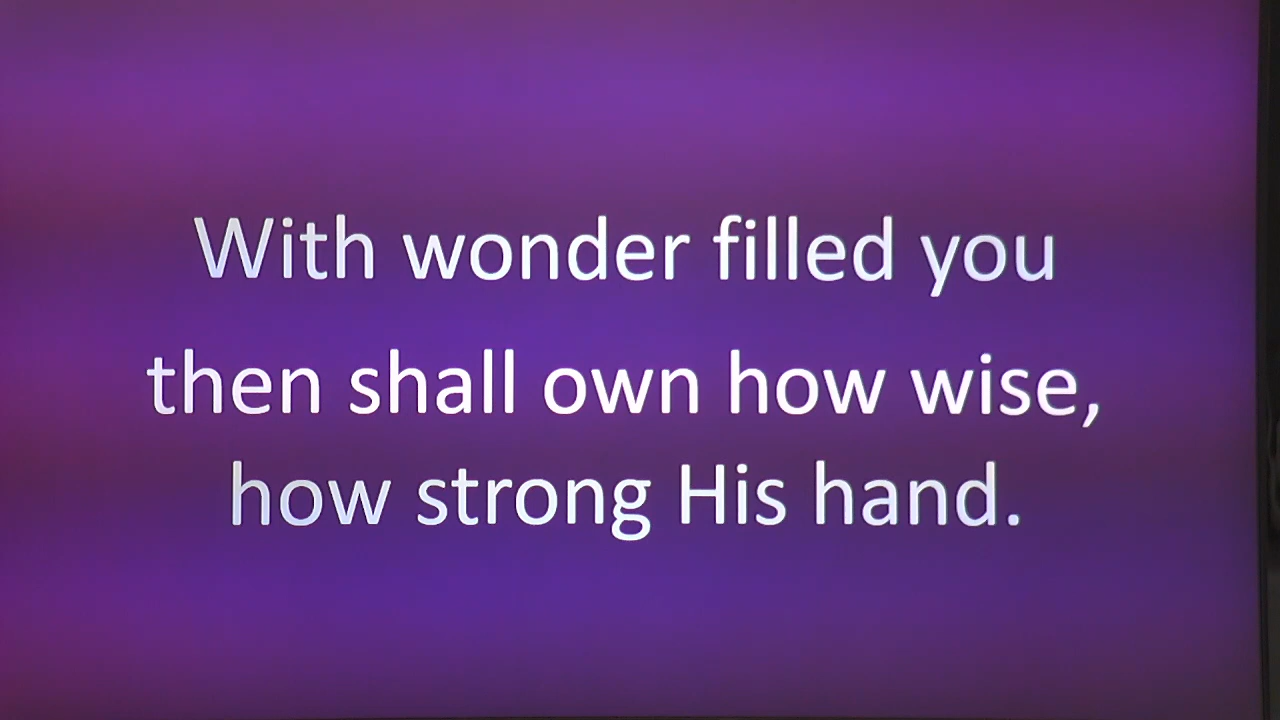 With wonder filled you
then shall own how wise,
how strong His hand.